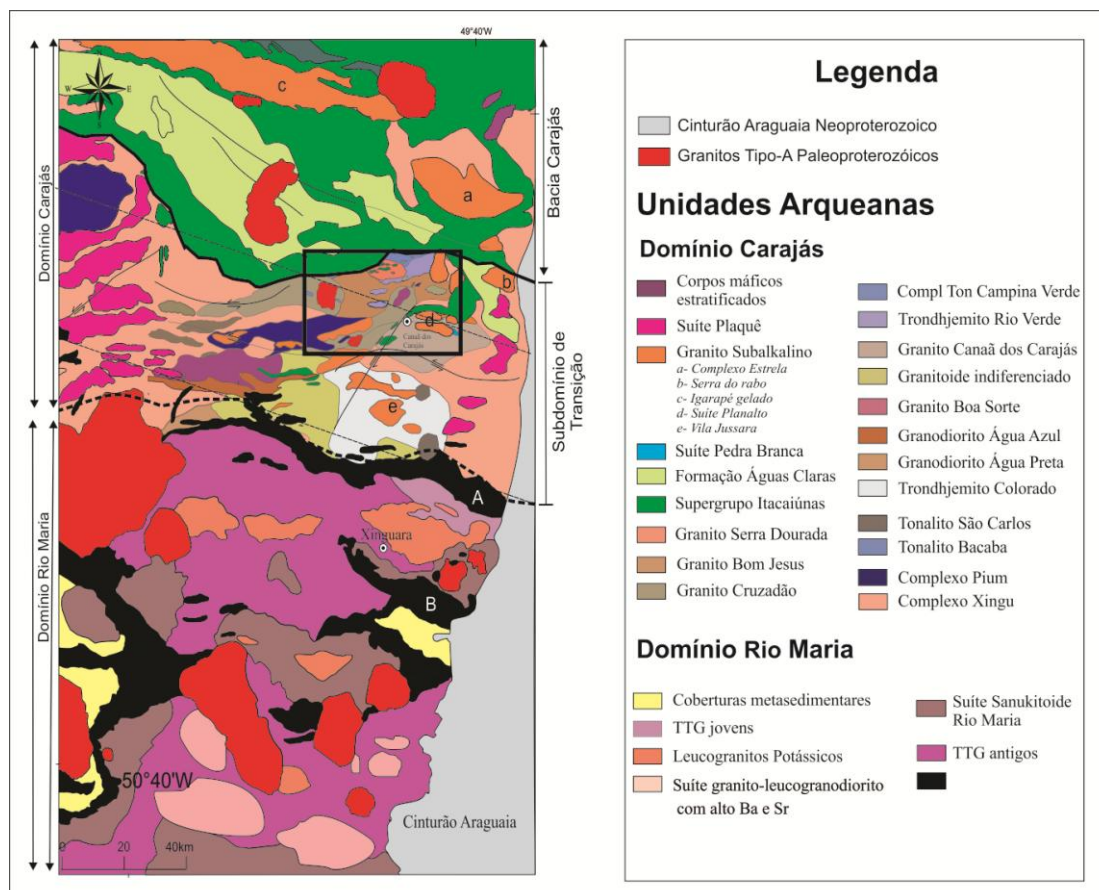 49°40'W
W
E
c
a
b
d
Canaã dos
Carajás
e
A
Xinguara
B
50°40'W
Cinturão Araguaia
0 20 40km
Domínio Carajás
Domínio Rio Maria
Bacia Carajás
Subdomínio de
Transição
Legenda
Cinturão Araguaia Neoproterozoico
Granitos Tipo-A Paleoproterozóicos
Unidades Arqueanas
Domínio Carajás
Corpos máficos
estratificados
Suíte Plaquê
Granito Subalkalino
a- Complexo Estrela
b- Serra do rabo
c- Igarapé gelado
d- Suíte Planalto
e- Vila Jussara
Suíte Pedra Branca
Formação Águas Claras
Supergrupo Itacaiúnas
Granito Serra Dourada
Granito Bom Jesus
Granito Cruzadão
Compl Ton Campina Verde
Trondhjemito Rio Verde
Granito Canaã dos Carajás
Granitoide indiferenciado
Granito Boa Sorte
Granodiorito Água Azul
Granodiorito Água Preta
Trondhjemito Colorado
Tonalito São Carlos
Tonalito Bacaba
Complexo Pium
Complexo Xingu
Domínio Rio Maria
Coberturas metasedimentares
TTG jovens
Leucogranitos Potássicos
Suíte granito-leucogranodiorito
com alto Ba e Sr
Suíte Sanukitoide
Rio Maria
TTG antigos